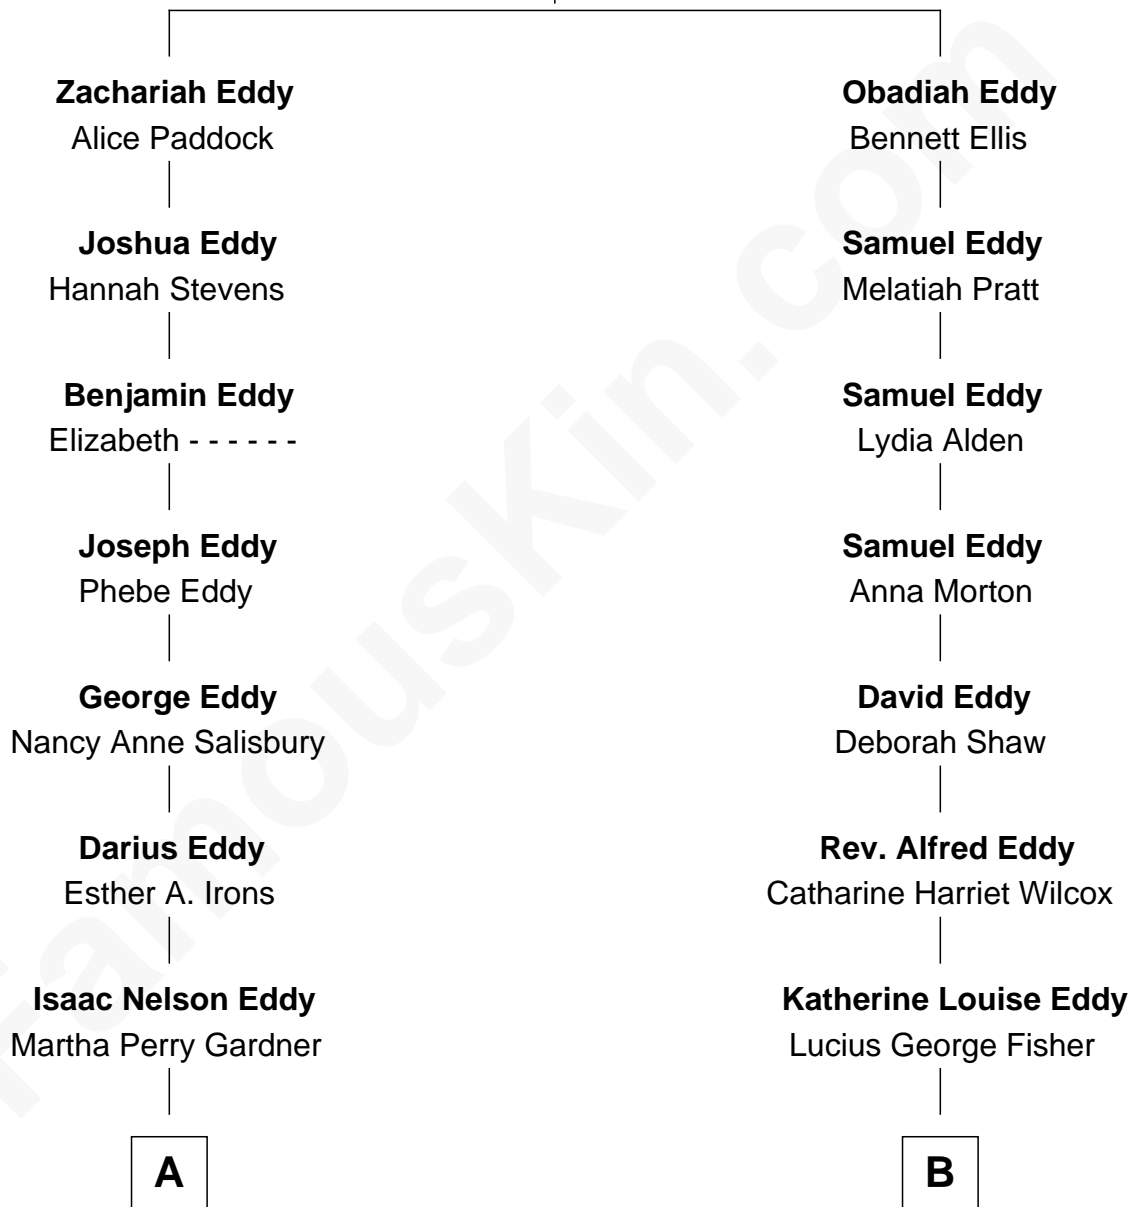 Zachariah Eddy
Alice Paddock
Joshua Eddy
Hannah Stevens
Benjamin Eddy
Elizabeth - - - - - -
Joseph Eddy
Phebe Eddy
George Eddy
Nancy Anne Salisbury
Darius Eddy
Esther A. Irons
Isaac Nelson Eddy
Martha Perry Gardner
A
Obadiah Eddy
Bennett Ellis
Samuel Eddy
Melatiah Pratt
Samuel Eddy
Lydia Alden
Samuel Eddy
Anna Morton
David Eddy
Deborah Shaw
Rev. Alfred Eddy
Catharine Harriet Wilcox
Katherine Louise Eddy
Lucius George Fisher
B
FamousKin.com